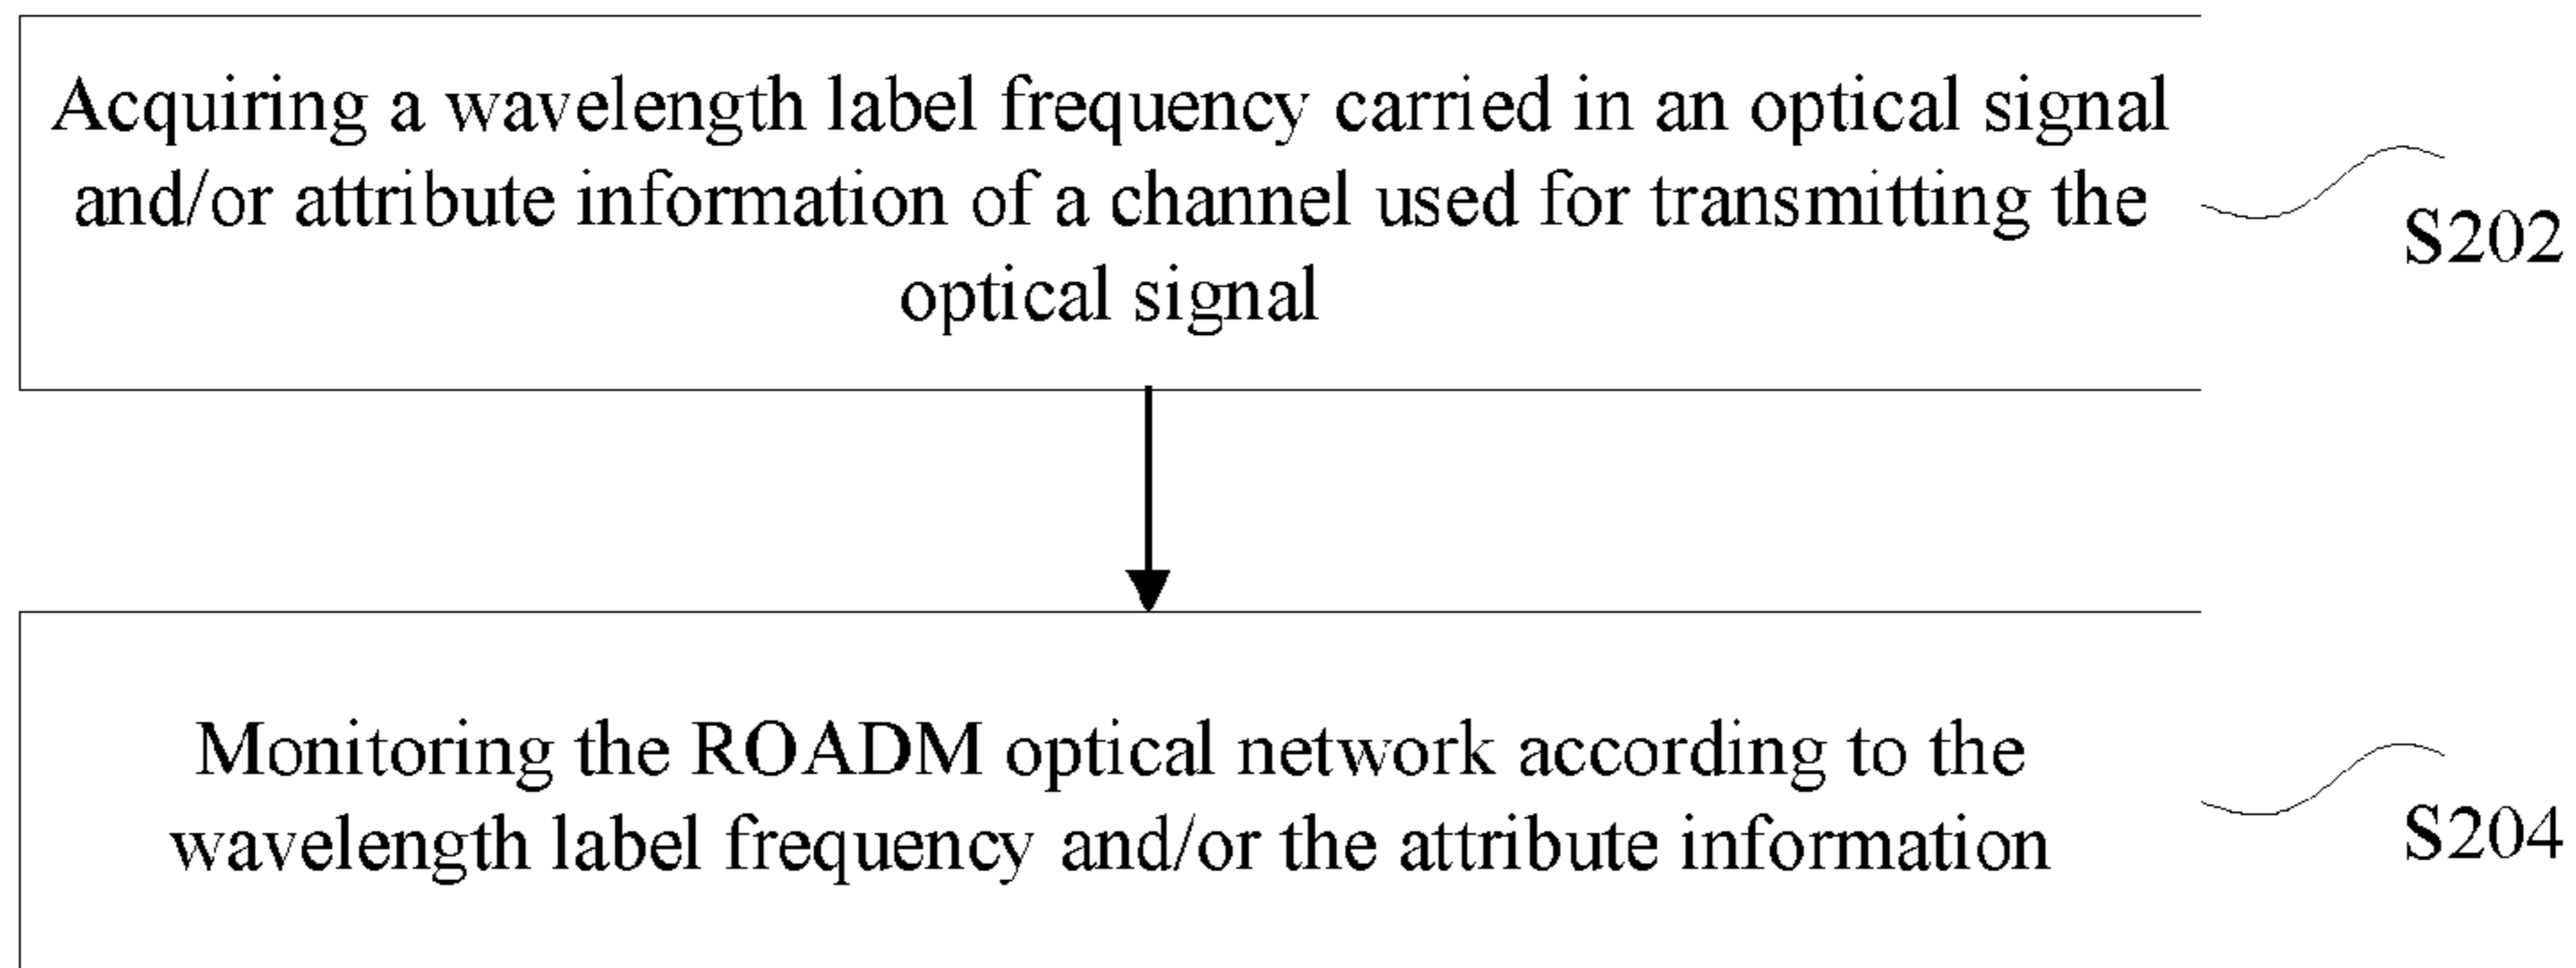 Acquiring a wavelength label frequency carried in an optical signal
and/or attribute information of a channel used for transmitting the
optical signal
S202
Monitoring the ROADM optical network according to the
wavelength label frequency and/or the attribute information
S204